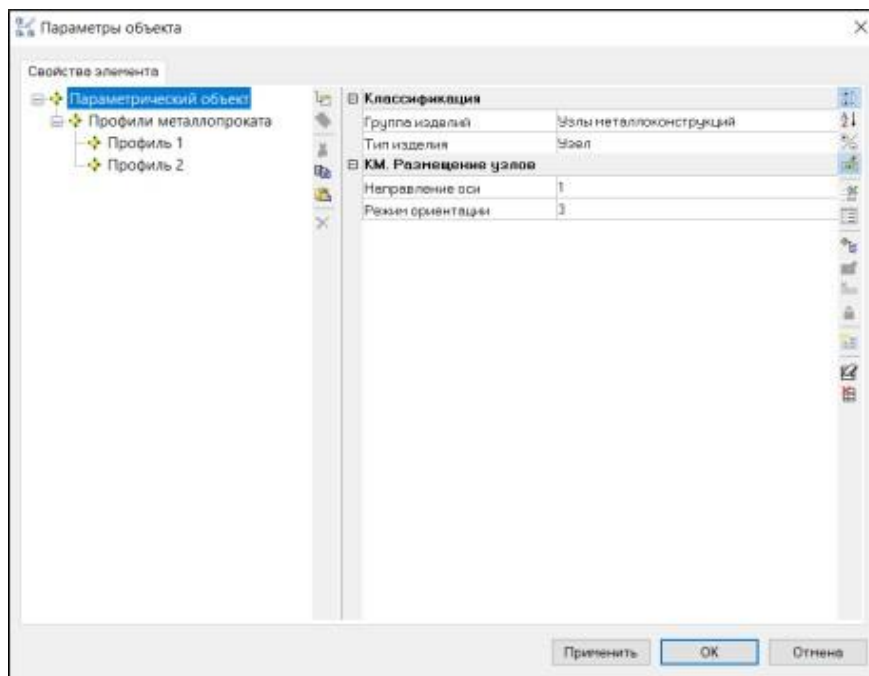 Параметры объекта
Свойства элемента
Параметрический объект
Профили металлопроката
Профиль 1
Профиль 2
Классификация
Группа изделий Узлы металлоконструкций
Тип изделия Узел
КМ. Размещение узлов
Направление оси 1
Режим ориентации 3
Применить OK Отмена